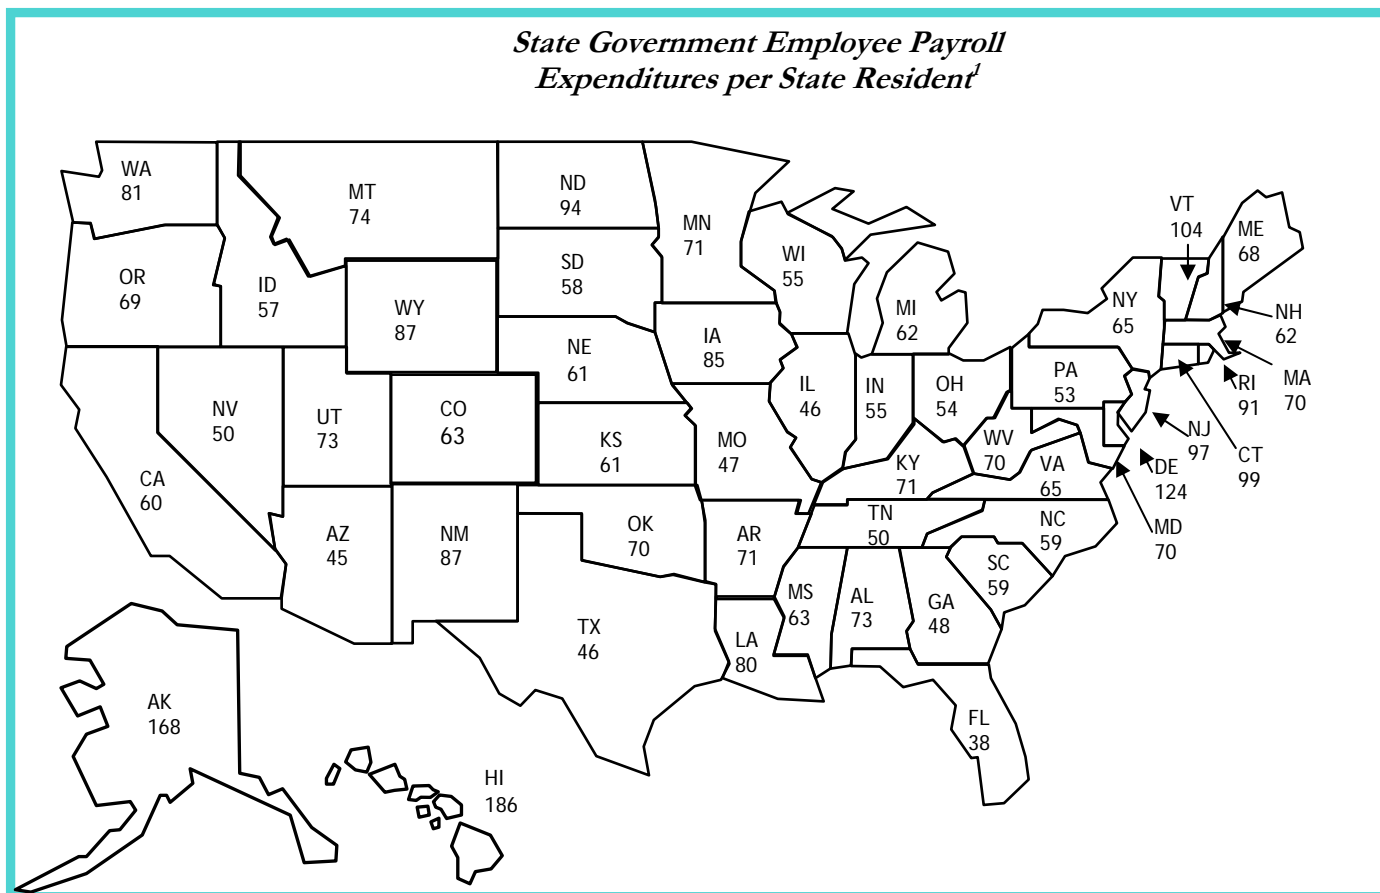 State Government Employee Payroll
Expenditures per State Resident1
WA
81
MT
74
ND
94
MN
71
VT
104
ME
68
OR
69
ID
57
WY
87
SD
58
WI
55
MI
62
NY
65
NH
62
NE
61
IA
85
PA
53
MA
70
RI
91
NV
50
UT
73
CO
63
IL
46
IN
55
OH
54
NJ
97
CT
99
CA
60
KS
61
MO
47
WV
70
KY
71
VA
65
DE
124
MD
70
AZ
45
NM
87
OK
70
AR
71
TN
50
NC
59
SC
59
TX
46
LA
80
MS
63
AL
73
GA
48
AK
168
FL
38
HI
186